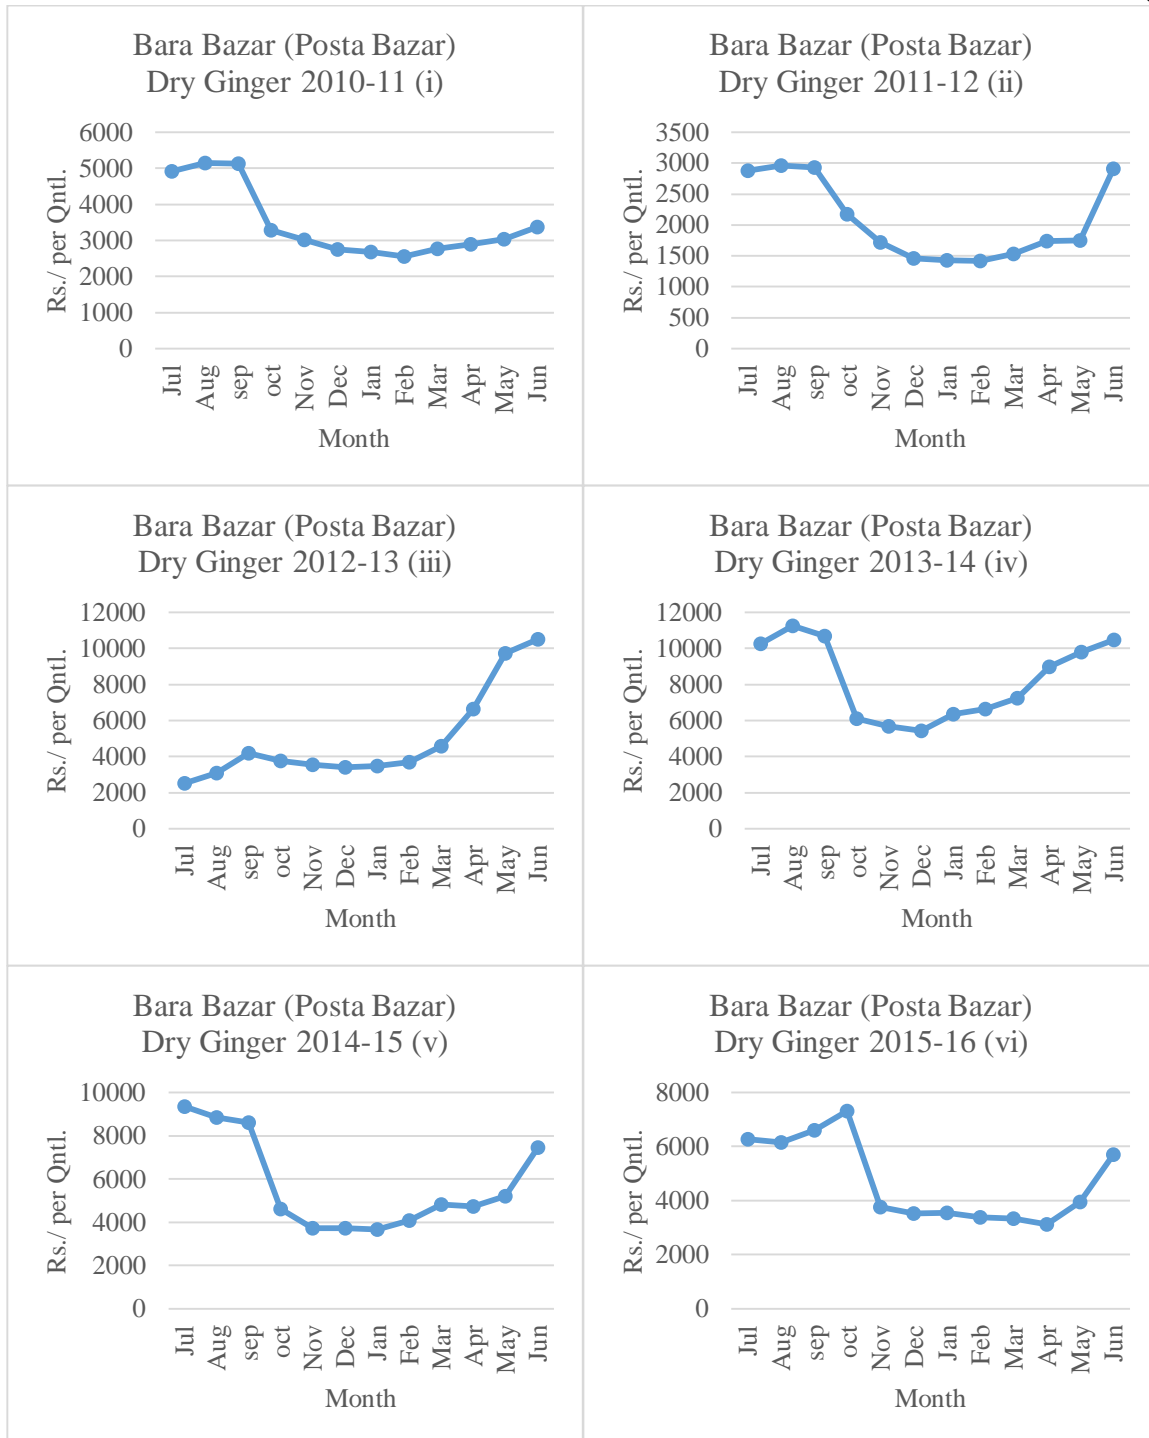 Bara Bazar (Posta Bazar)
Dry Ginger 2010-11 (i)
6000
5000
4000
3000
2000
1000
0
Rs./ per Qntl.
Jul
Aug
sep
oct
Nov
Dec
Jan
Feb
Mar
Apr
May
Jun
Month
Bara Bazar (Posta Bazar)
Dry Ginger 2011-12 (ii)
3500
3000
2500
2000
1500
1000
500
0
Rs./ per Qntl.
Jul
Aug
sep
oct
Nov
Dec
Jan
Feb
Mar
Apr
May
Jun
Month
Bara Bazar (Posta Bazar)
Dry Ginger 2012-13 (iii)
12000
10000
8000
6000
4000
2000
0
Rs./ per Qntl.
Jul
Aug
sep
oct
Nov
Dec
Jan
Feb
Mar
Apr
May
Jun
Month
Bara Bazar (Posta Bazar)
Dry Ginger 2013-14 (iv)
12000
10000
8000
6000
4000
2000
0
Rs./ per Qntl.
Jul
Aug
sep
oct
Nov
Dec
Jan
Feb
Mar
Apr
May
Jun
Month
Bara Bazar (Posta Bazar)
Dry Ginger 2014-15 (v)
10000
8000
6000
4000
2000
0
Rs./ per Qntl.
Jul
Aug
sep
oct
Nov
Dec
Jan
Feb
Mar
Apr
May
Jun
Month
Bara Bazar (Posta Bazar)
Dry Ginger 2015-16 (vi)
8000
6000
4000
2000
0
Rs./ per Qntl.
Jul
Aug
sep
oct
Nov
Dec
Jan
Feb
Mar
Apr
May
Jun
Month